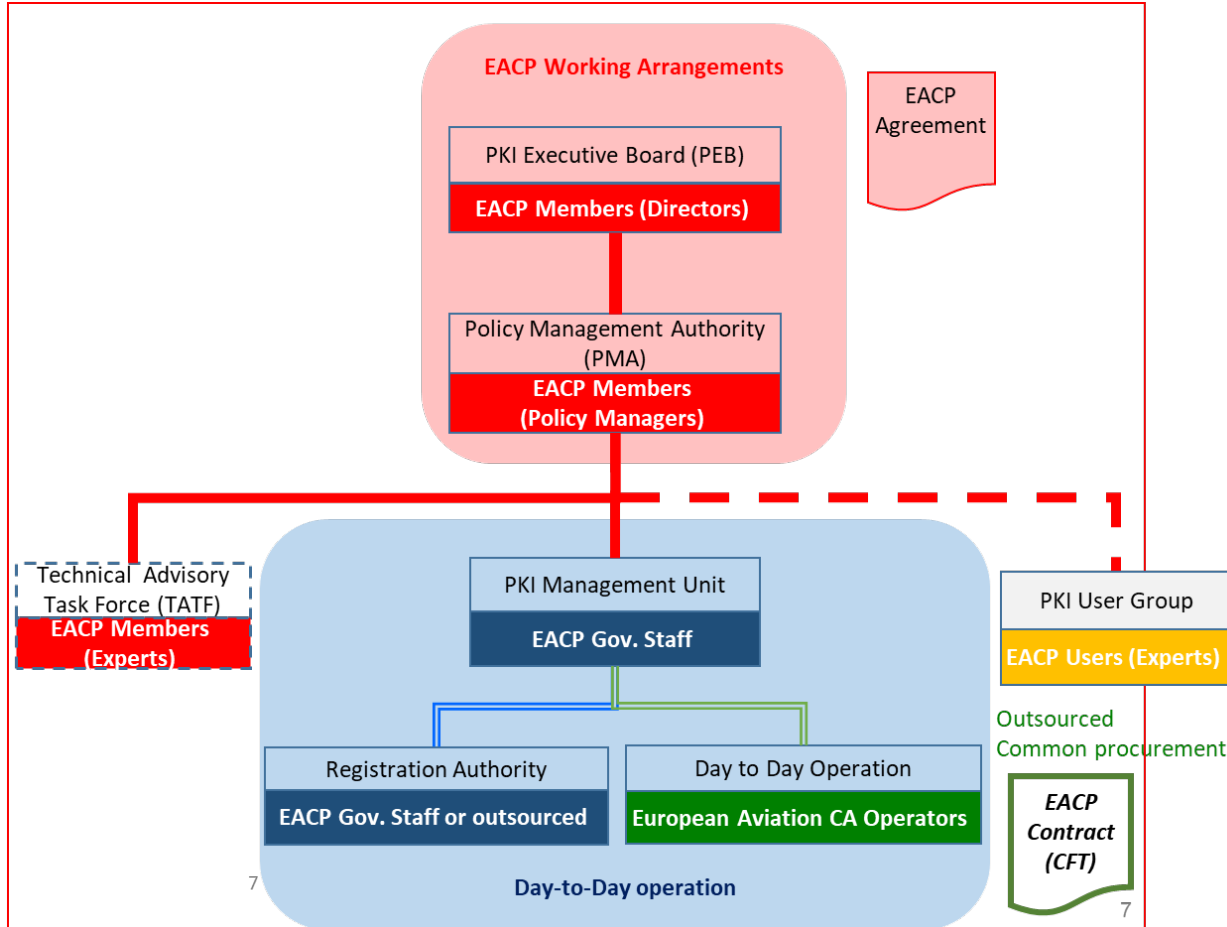 EACP Working Arrangements
EACP
Agreement
PKI Executive Board (PEB)
EACP Members (Directors)
Policy Management Authority
(PMA)
EACP Members
(Policy Managers)
Technical Advisory
Task Force (TATF)
EACP Members
(Experts)
PKI Management Unit
EACP Gov. Staff
PKI User Group
EACP Users (Experts)
Registration Authority
EACP Gov. Staff or outsourced
Day to Day Operation
European Aviation CA Operators
Outsourced
Common procurement
EACP
Contract
(CFT)
7
Day-to-Day operation
7